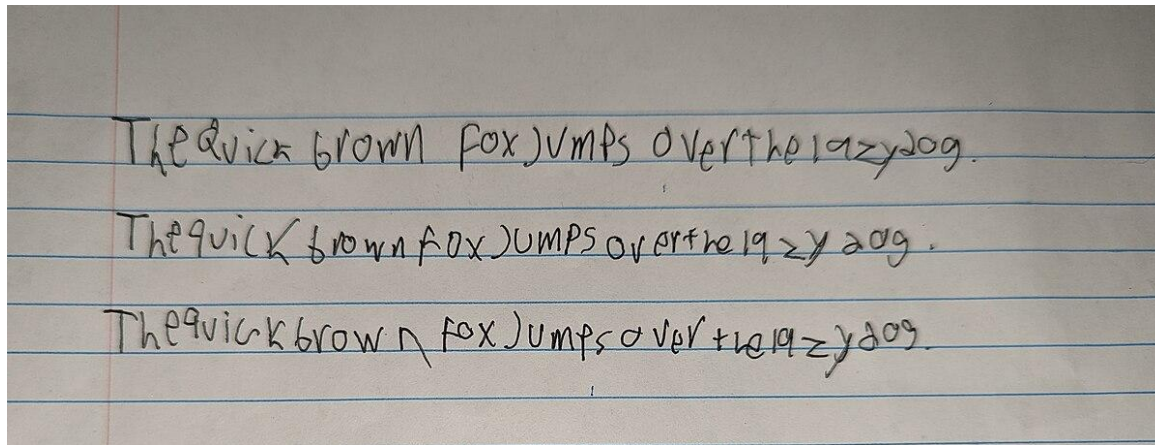 The Quick brown fox Jumps over the lazy dog.
The quick brown fox Jumps over the lazy dog.
The quick brown fox Jumps over the lazy dog.